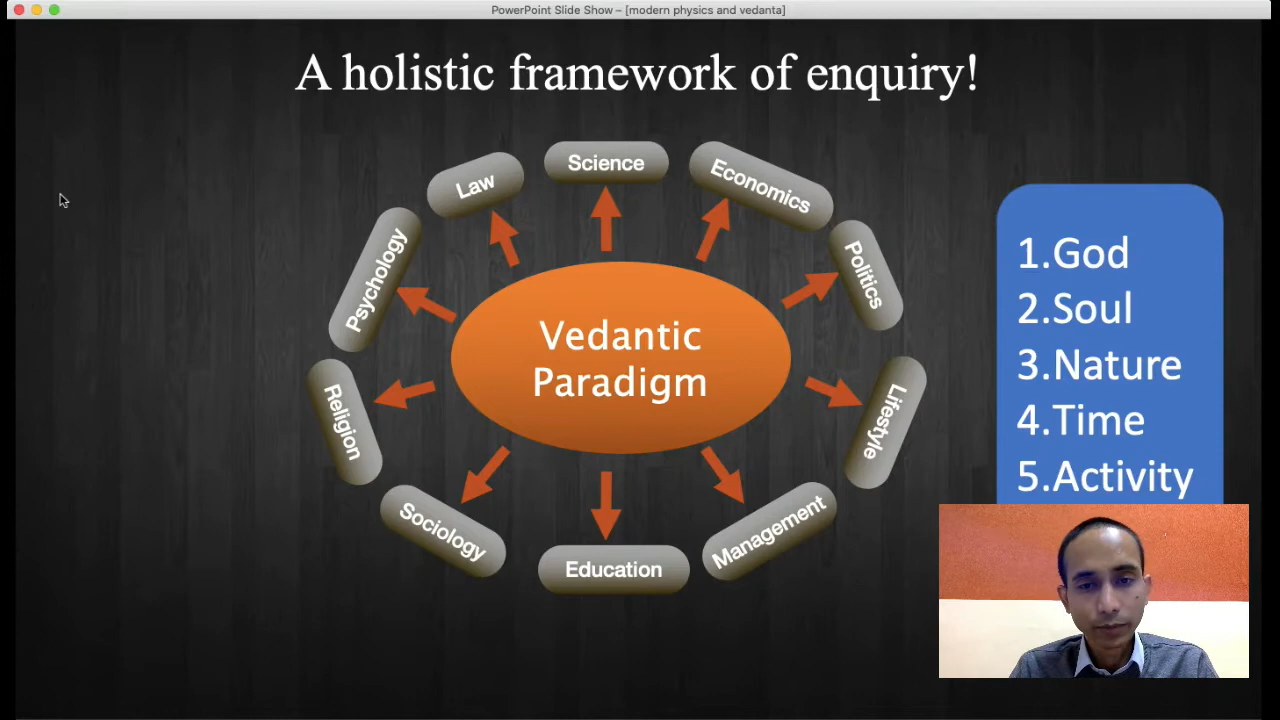 PowerPoint Slide Show – [modern physics and vedanta]
A holistic framework of enquiry!
Science
Law
Economics
Psychology
Politics
Vedantic
Paradigm
Religion
Lifestyle
Sociology
Management
Education
1.God
2.Soul
3.Nature
4.Time
5.Activity